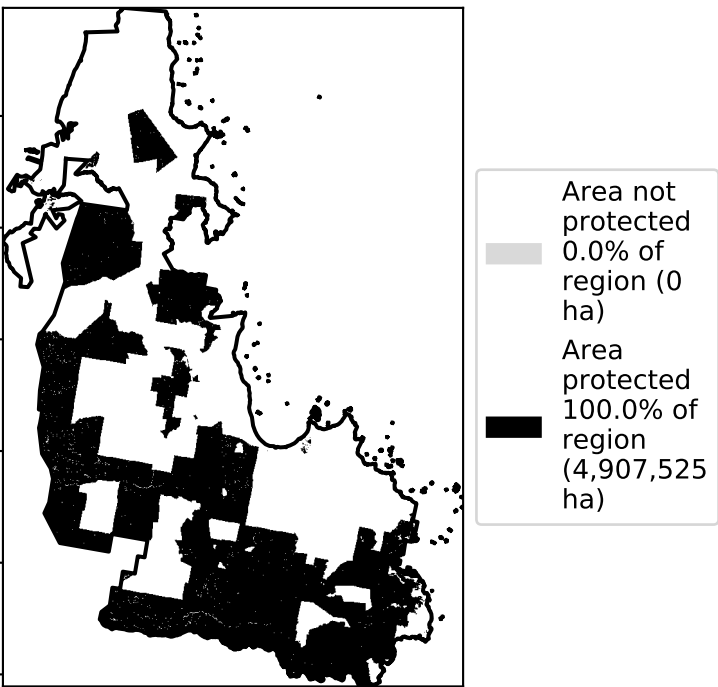 Area not
protected
0.0% of
region (0
ha)
Area
protected
100.0% of
region
(4,907,525
ha)